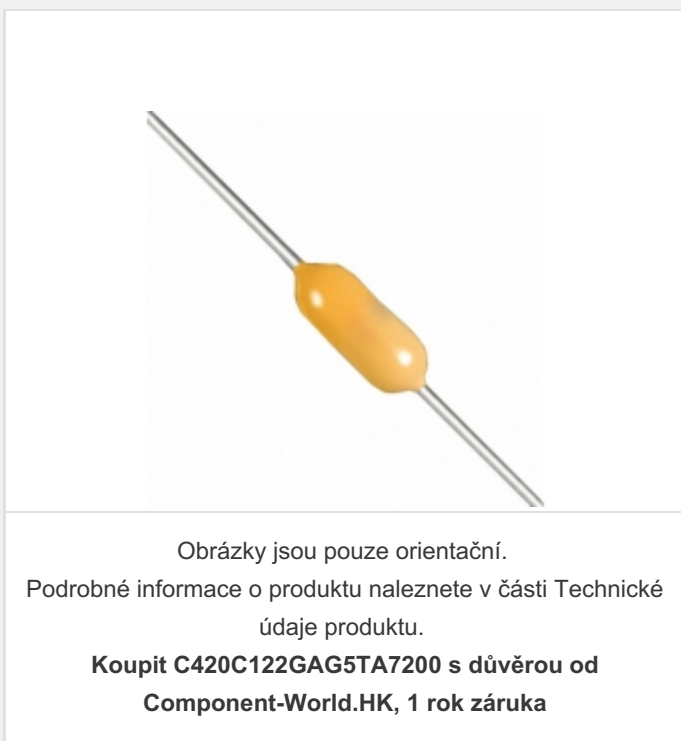 Obrázky jsou pouze orientační.
Podrobné informace o produktu naleznete v části Technické
údaje produktu.
Koupit C420C122GAG5TA7200 s důvěrou od
Component-World.HK, 1 rok záruka